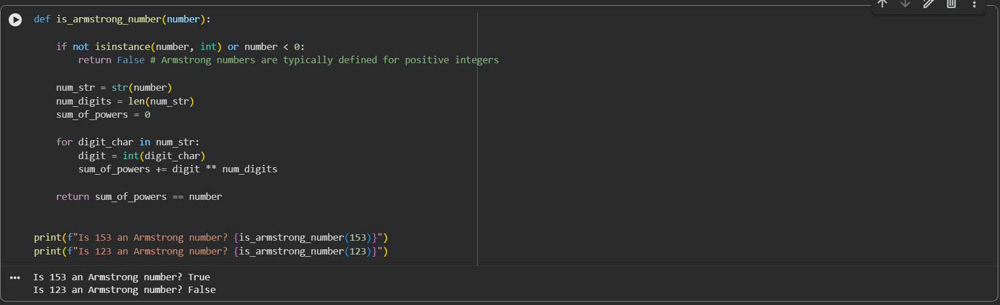 def is_armstrong_number(number):

    if not isinstance(number, int) or number < 0:
        return False # Armstrong numbers are typically defined for positive integers

    num_str = str(number)
    num_digits = len(num_str)
    sum_of_powers = 0

    for digit_char in num_str:
        digit = int(digit_char)
        sum_of_powers += digit ** num_digits

    return sum_of_powers == number


print(f"Is 153 an Armstrong number? {is_armstrong_number(153)}")
print(f"Is 123 an Armstrong number? {is_armstrong_number(123)}")
Is 153 an Armstrong number? True
Is 123 an Armstrong number? False